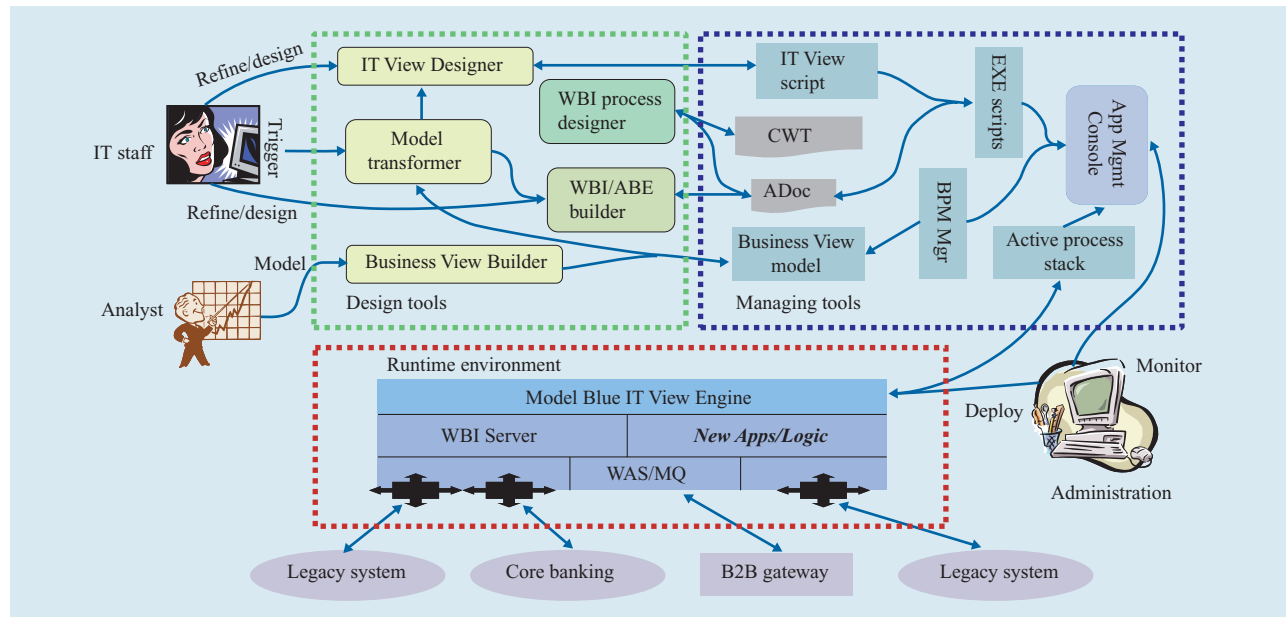 Refine/design
IT staff
Trigger
Refine/design
Model
Analyst
IT View Designer
WBI process
designer
Model
transformer
WBI/ABE
builder
Business View Builder
Design tools
IT View
script
CWT
ADoc
Business View
model
Managing tools
EXE scripts
BPM Mgr
App Mgmt
Console
Active process
stack
Runtime environment
Model Blue IT View Engine
WBI Server
New Apps/Logic
WAS/MQ
Monitor
Deploy
Administration
Legacy system
Core banking
B2B gateway
Legacy system